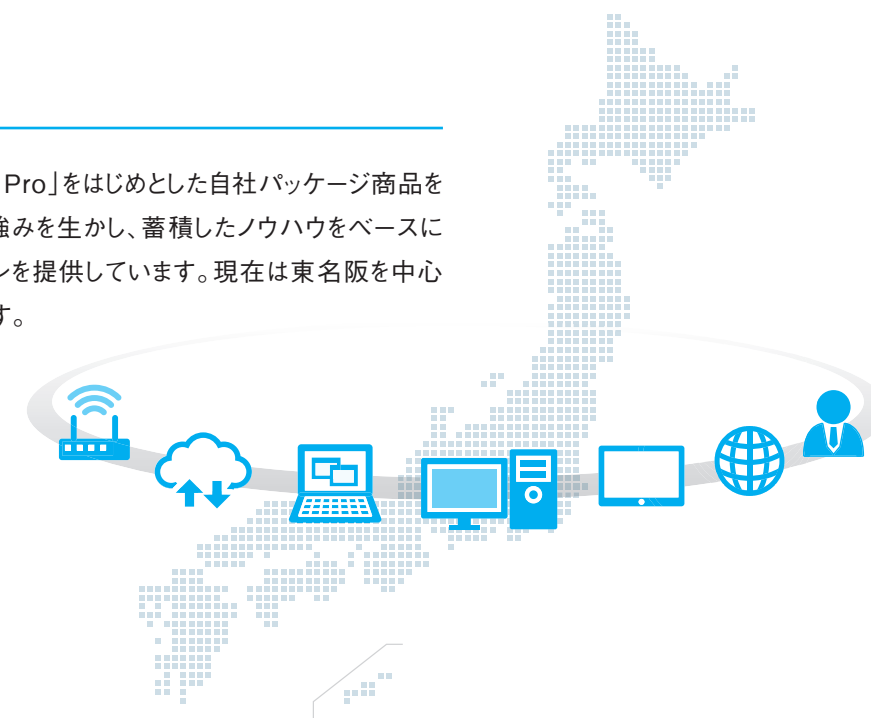 Pro」をはじめとした自社パッケージ商品を
強みを生かし、蓄積したノウハウをベースに
ンを提供しています。現在は東名阪を中心
す。